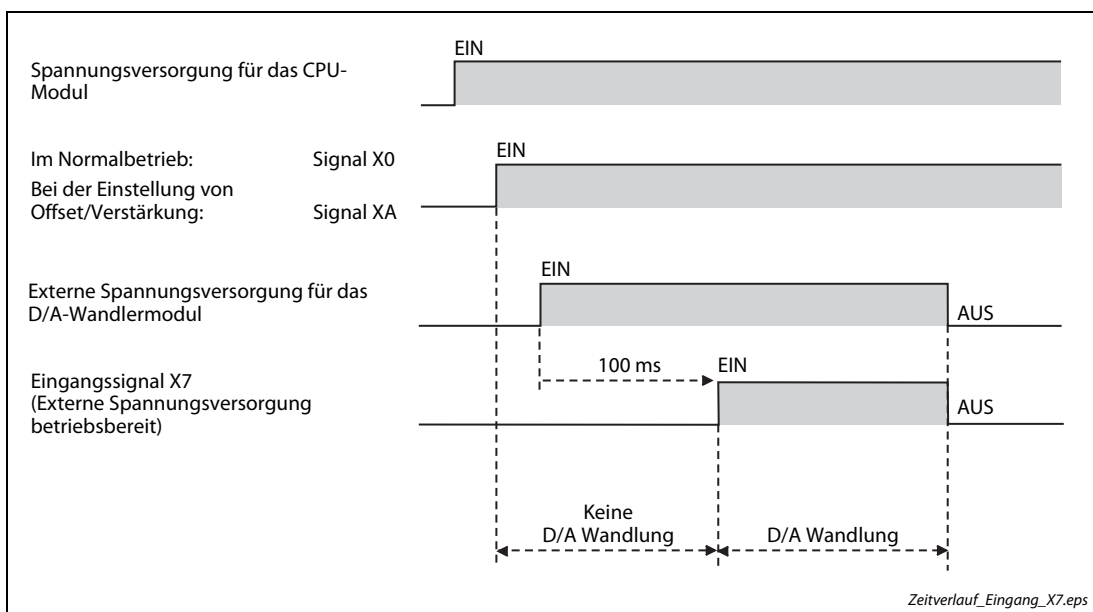 EIN
Spannungsversorgung für das CPU-
Modul
Im Normalbetrieb: Signal X0
EIN
Bei der Einstellung von
Offset/Verstärkung: Signal XA
EIN
Externe Spannungsversorgung für das
D/A-Wandlermodul
AUS
100 ms
EIN
Eingangssignal X7
(Externe Spannungsversorgung
betriebsbereit)
AUS
Keine
D/A Wandlung
D/A Wandlung
Zeitverlauf_Eingang_X7.eps